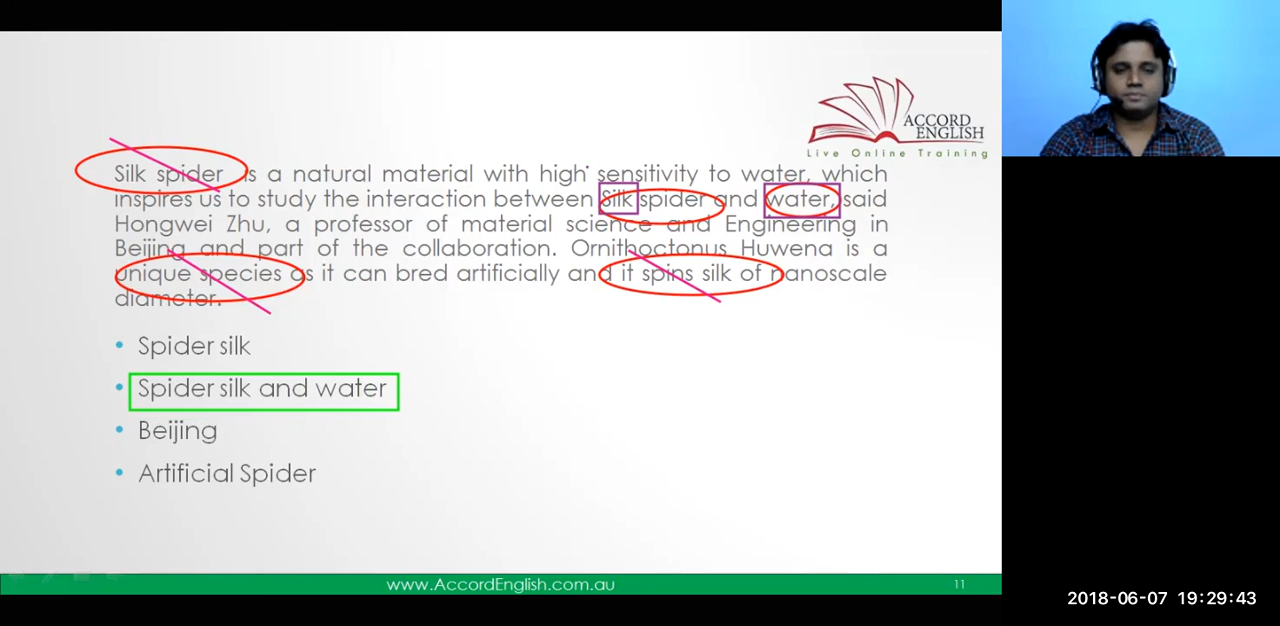 ACCORD
ENGLISH
Live Online Training
Silk spider is a natural material with high sensitivity to water, which
inspires us to study the interaction between Silk spider and water, said
Hongwei Zhu, a professor of material science and Engineering in
Beijing and part of the collaboration. Ornithoctonus Huwena is a
unique species as it can bred artificially and it spins silk of nanoscale
diameter.
• Spider silk
• Spider silk and water
• Beijing
• Artificial Spider
www.AccordEnglish.com.au
11
2018-06-07 19:29:43